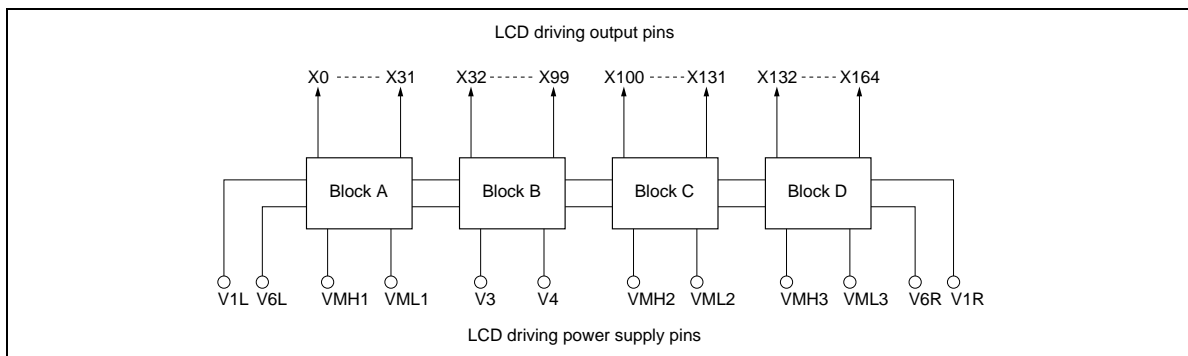 LCD driving output pins
X0 ------ X31 X32 ------- X99 X100 ----- X131 X132 ----- X164
Block A Block B Block C Block D
V1L V6L VMH1 VML1 V3 V4 VMH2 VML2 VMH3 VML3 V6R V1R
LCD driving power supply pins